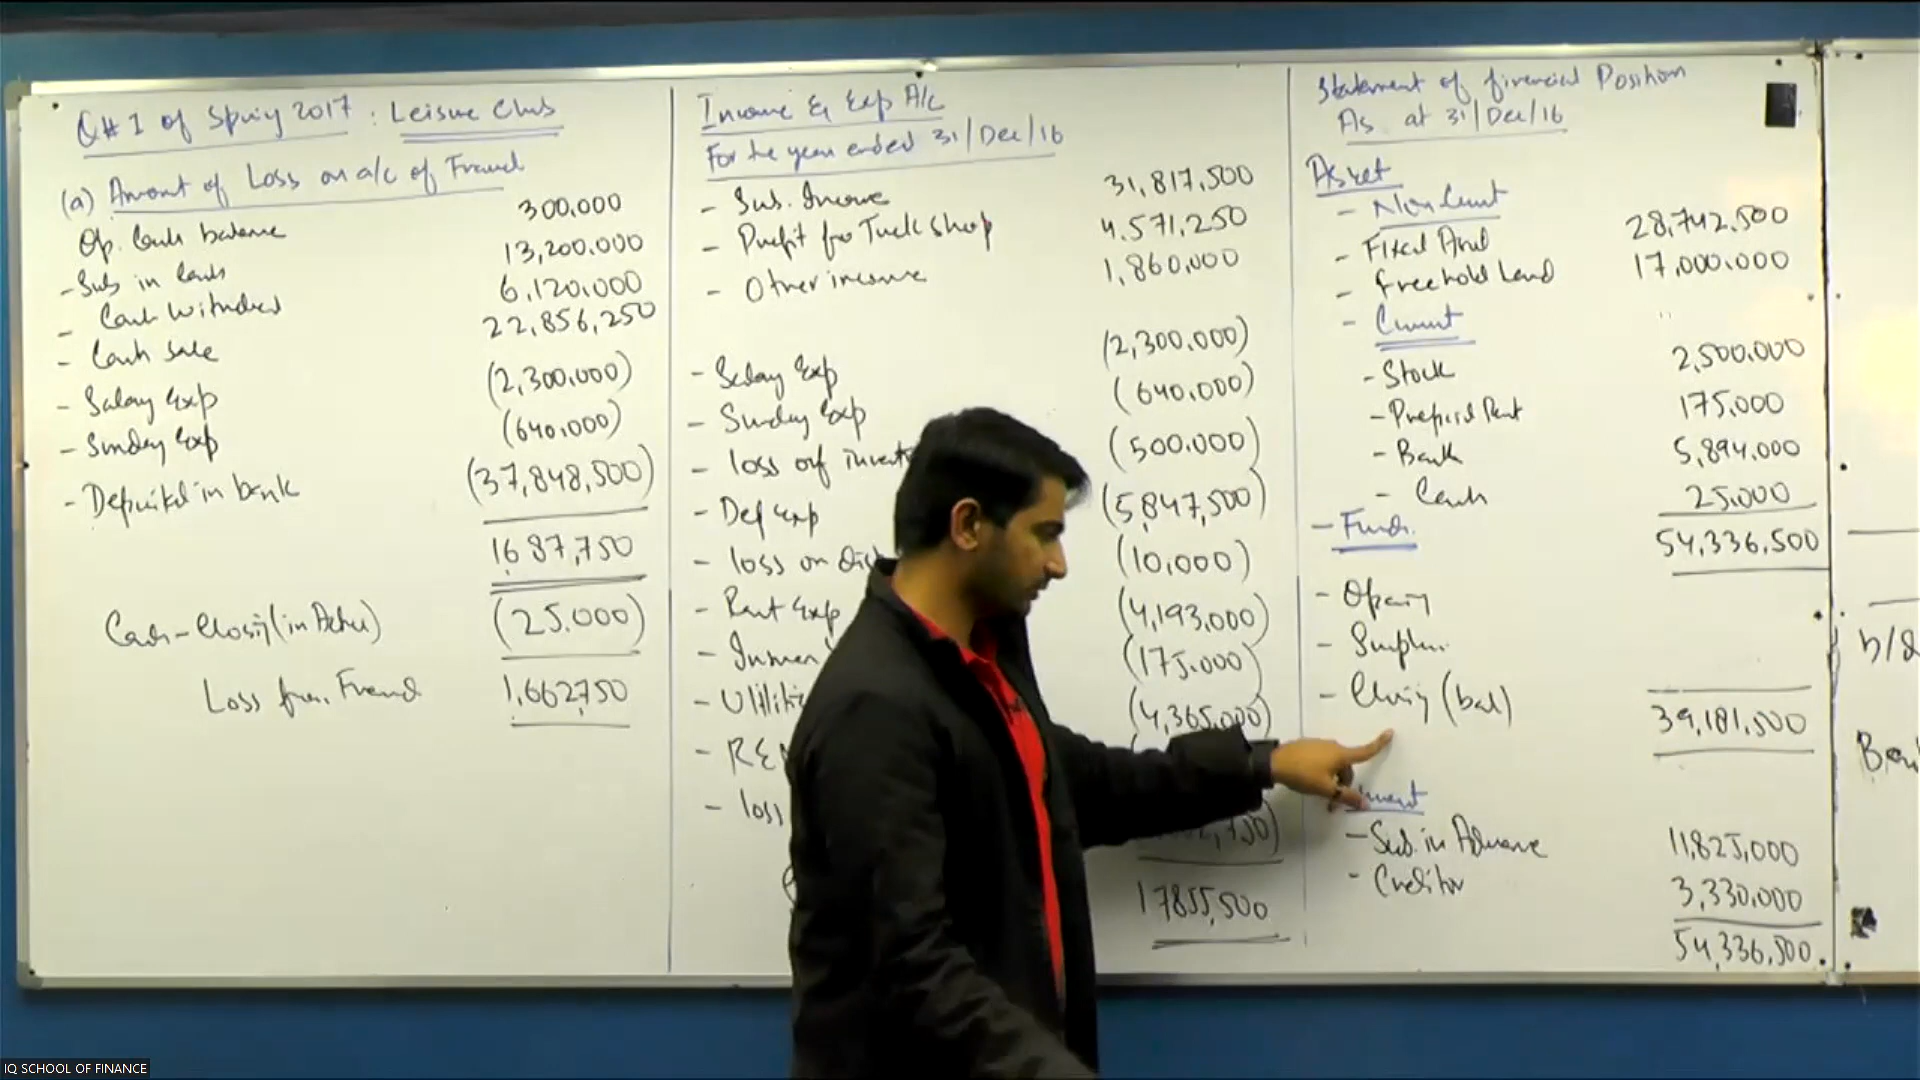 Q# 1 of Spring 2017 : Leisure Club
(a) Amount of Loss on a/c of Fraud
Op. Cash balance 300,000
- Sub in Cash 13,200,000
- Cash Withdrew 6,120,000
- Cash Sale 22,856,250
- Salary Exp (2,300,000)
- Sunday Exp (640,000)
- Deposited in bank (37,848,500)
1687,750
Cash - Closing (in Actual) (25,000)
Loss from Fraud 1,662,750
Income & Exp A/c
For the year ended 31/Dec/16
- Sub. Income 31,817,500
- Profit for Tuck shop 4,571,250
- Other income 1,860,000
- Salary Exp (2,300,000)
- Sunday Exp (640,000)
- loss of (500,000)
- Dep Exp (5,847,500)
- loss on (10,000)
- Rent Exp (4,193,000)
- (175,000)
- (4,365,000)
- R&
- loss ,750)
17855,500
Statement of financial Position
As at 31/Dec/16
Asset
- Non Current
- Fixed Asset 28,742,500
- Freehold Land 17,000,000
- Current
- Stock 2,500,000
- Prepaid Rent 175,000
- Bank 5,894,000
- Cash 25,000
54,336,500
- Fund.
- Opening
- Surplus
- Closing (bal) 39,181,500
- Sub. in Advance 11,825,000
- Creditor 3,330,000
54,336,500
IQ SCHOOL OF FINANCE